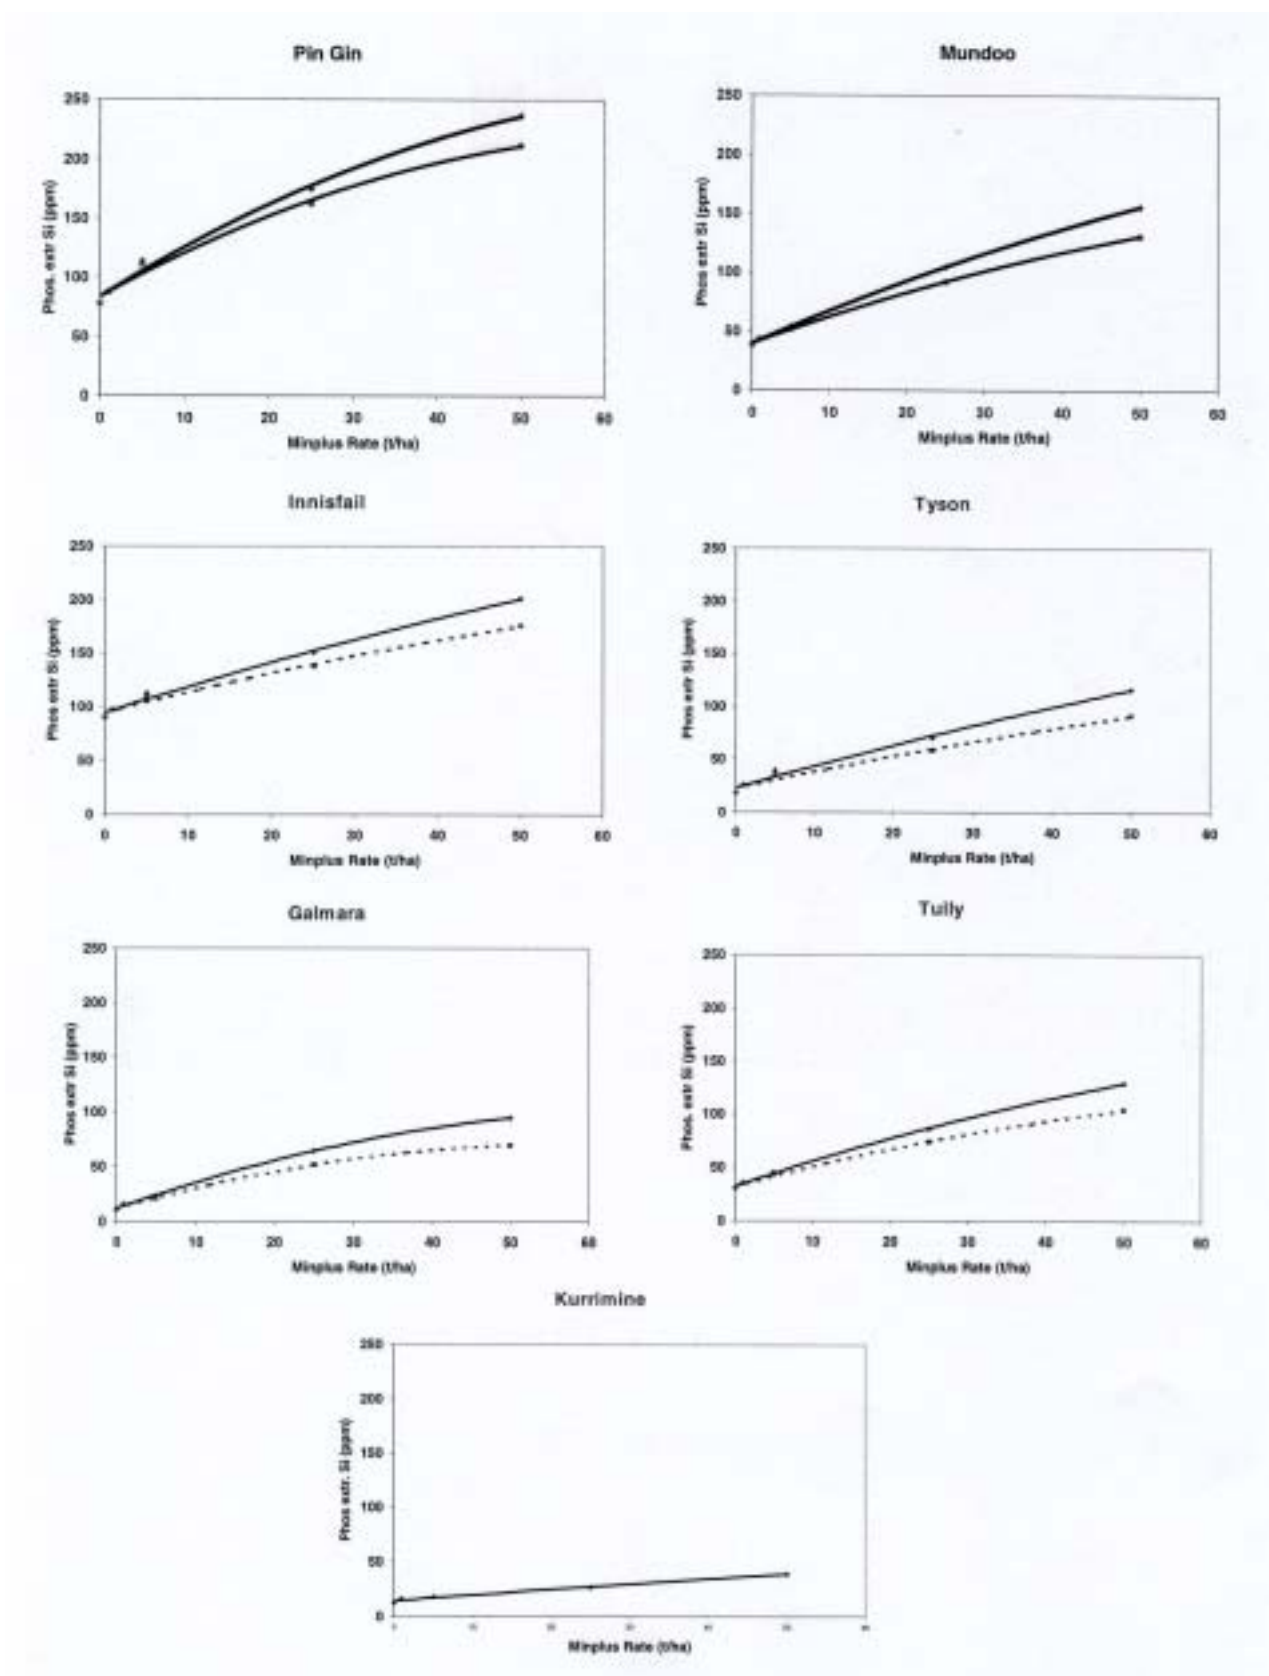 Pin Gin
250
200
150
100
50
0
Phos. extr Si (ppm)
0 10 20 30 40 50 60
Minplus Rate (t/ha)
Mundoo
250
200
150
100
50
0
Phos extr Si (ppm)
0 10 20 30 40 50 60
Minplus Rate (t/ha)
Innisfail
250
200
150
100
50
0
Phos extr Si (ppm)
0 10 20 30 40 50 60
Minplus Rate (t/ha)
Tyson
250
200
150
100
50
0
Phos extr Si (ppm)
0 10 20 30 40 50 60
Minplus Rate (t/ha)
Galmara
250
200
150
100
50
0
Phos extr Si (ppm)
0 10 20 30 40 50 60
Minplus Rate (t/ha)
Tully
250
200
150
100
50
0
Phos. extr Si (ppm)
0 10 20 30 40 50 60
Minplus Rate (t/ha)
Kurrimine
250
200
150
100
50
0
Phos extr. Si (ppm)
Minplus Rate (t/ha)